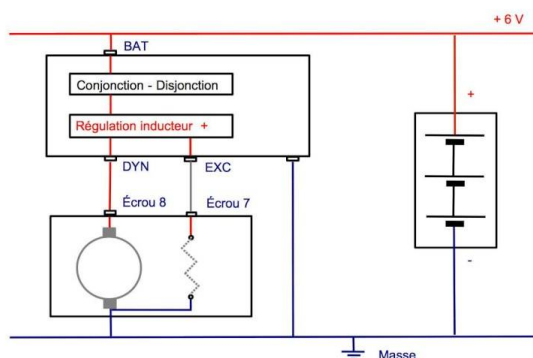 + 6 V
BAT
+
Conjonction - Disjonction
Régulation inducteur +
DYN
EXC
Écrou 8
Écrou 7
-
Masse